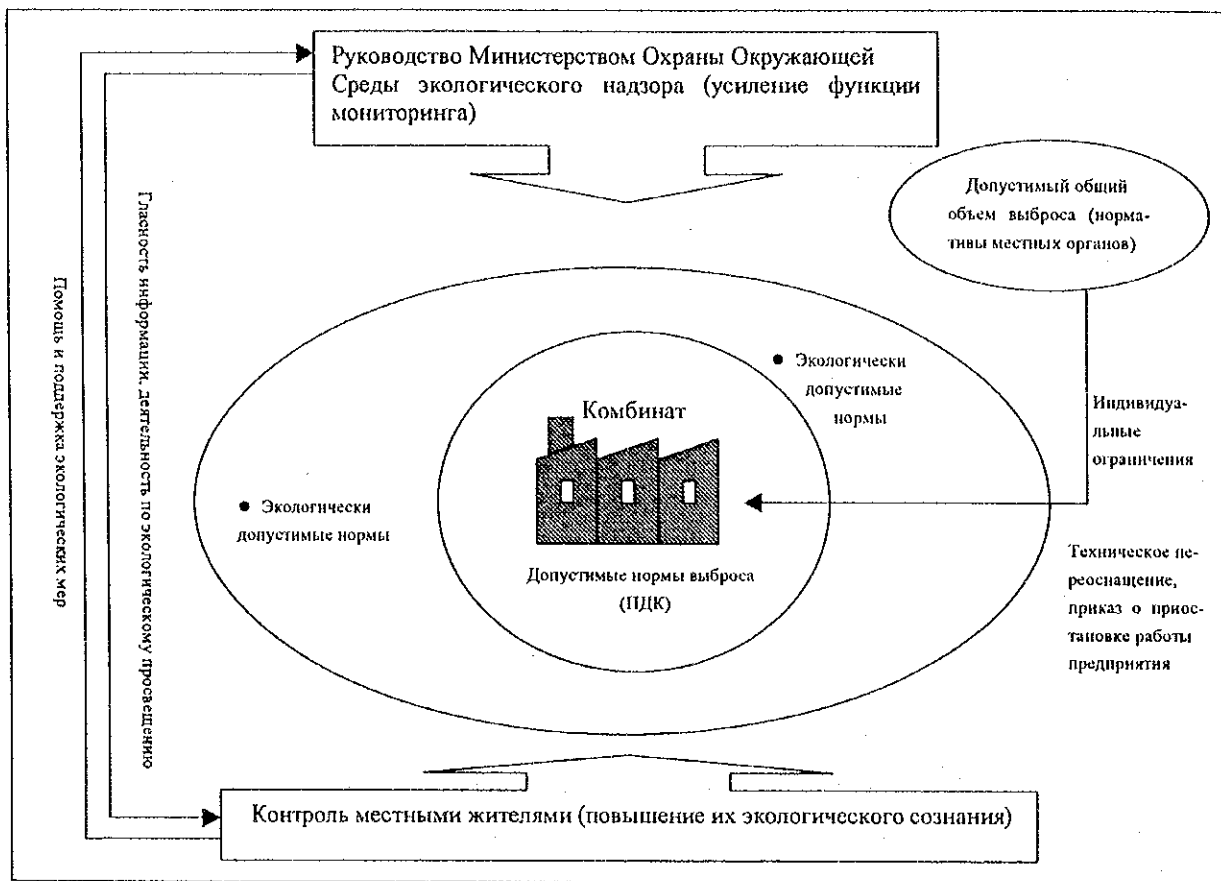 Руководство Министерством Охраны Окружающей
Среды экологического надзора (усиление функции
мониторинга)
Допустимый общий
объем выброса (норма-
тивы местных органов)
Помощь и поддержка экологических мер
Гласность информации, деятельность по экологическому просвещению
● Экологически
допустимые
нормы
Комбинат
Индивидуа-
льные
ограничения
● Экологически
допустимые нормы
Допустимые нормы выброса
(ПДК)
Техническое пе-
реоснащение,
приказ о приос-
тановке работы
предприятия
Контроль местными жителями (повышение их экологического сознания)